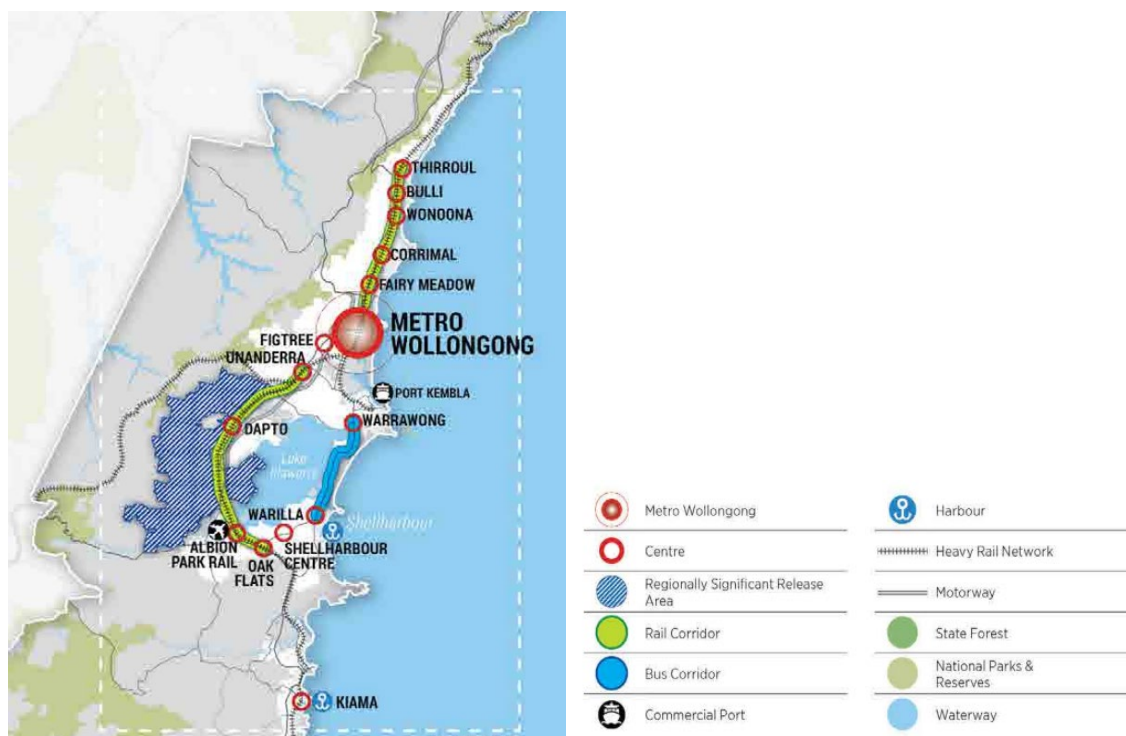 THIRROUL
BULLI
WONOONA
CORRIMAL
FAIRY MEADOW
METRO
WOLLONGONG
FIGTREE
UNANDERRA
PORT KEMBLA
WARRAWONG
DAPTO
Lake
Illawarra
WARILLA
Shellharbour
ALBION
PARK RAIL
OAK
FLATS
SHELLHARBOUR
CENTRE
KIAMA
Metro Wollongong
Centre
Regionally Significant Release
Area
Rail Corridor
Bus Corridor
Commercial Port
Harbour
Heavy Rail Network
Motorway
State Forest
National Parks &
Reserves
Waterway